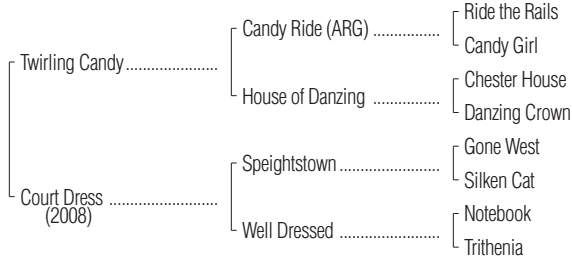 Ride the Rails
Candy Ride (ARG) ................
Candy Girl
Twirling Candy ......................
Chester House
House of Danzing ................
Danzing Crown
Gone West
Speightstown ........................
Silken Cat
Court Dress ..........................
(2008)
Notebook
Well Dressed ........................
Trithenia